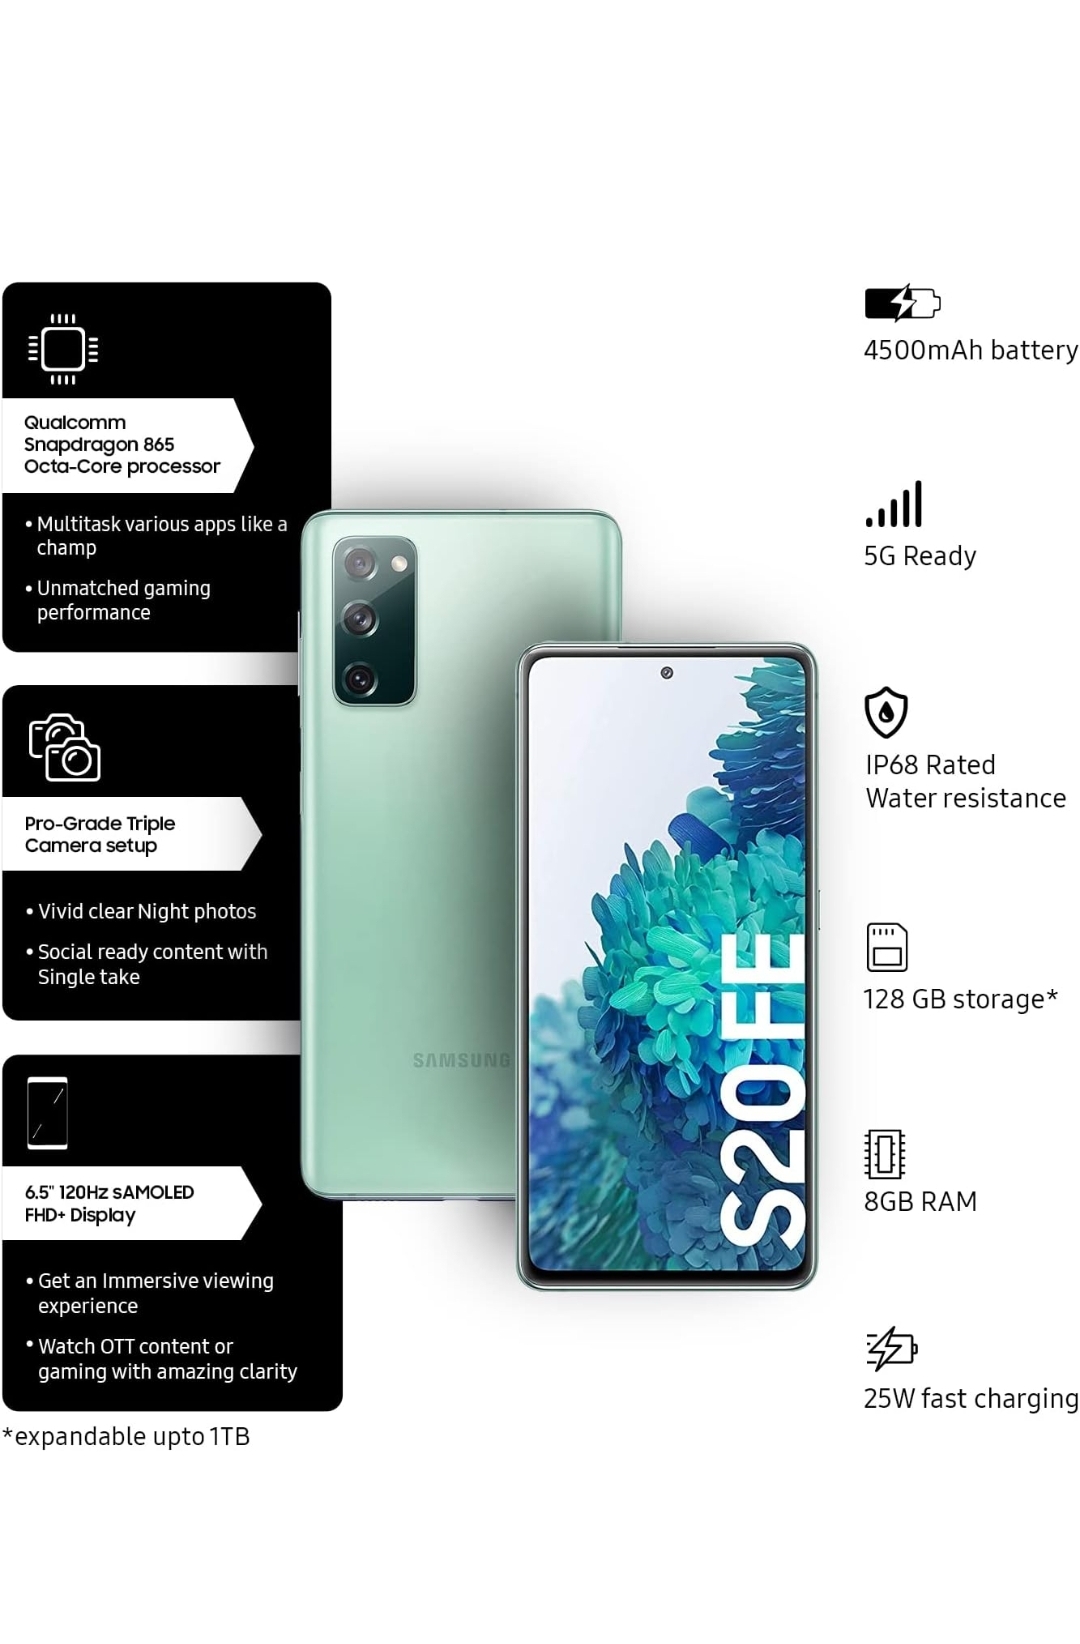 Qualcomm
Snapdragon 865
Octa-Core processor
• Multitask various apps like a
champ
• Unmatched gaming
performance
Pro-Grade Triple
Camera setup
• Vivid clear Night photos
• Social ready content with
Single take
6.5" 120Hz sAMOLED
FHD+ Display
• Get an Immersive viewing
experience
• Watch OTT content or
gaming with amazing clarity
*expandable upto 1TB
SAMSUNG
S20 FE
4500mAh battery
5G Ready
IP68 Rated
Water resistance
128 GB storage*
8GB RAM
25W fast charging